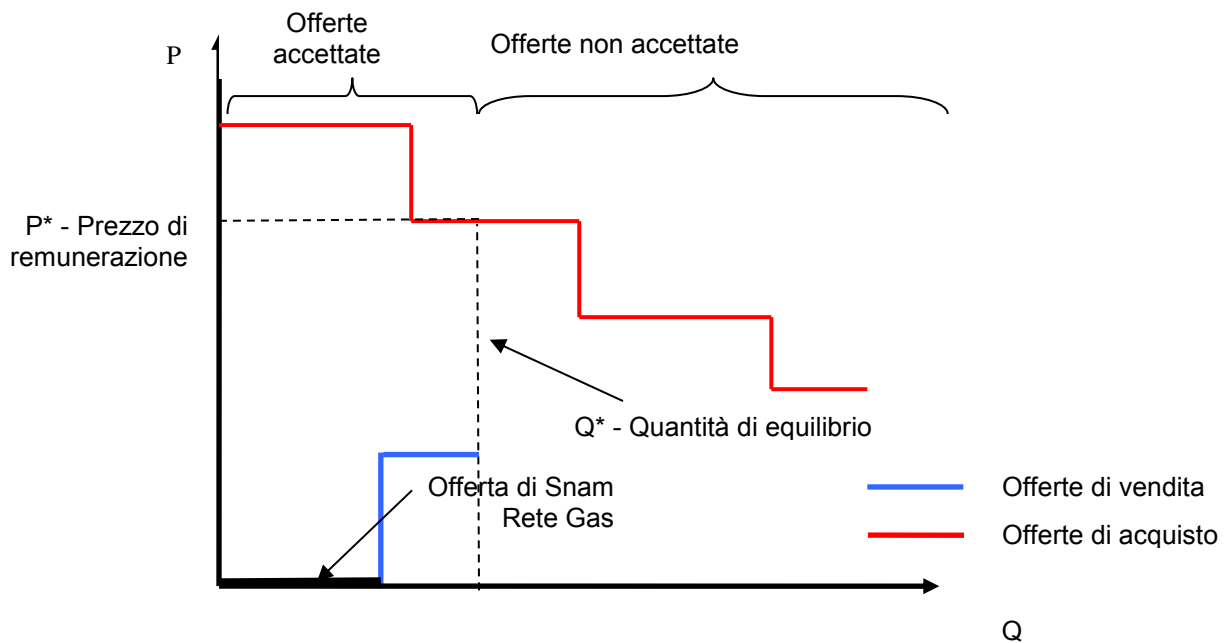 Offerte
accettate
Offerte non accettate
P
P* - Prezzo di
remunerazione
Q* - Quantità di equilibrio
Offerta di Snam
Rete Gas
Offerte di vendita
Offerte di acquisto
Q